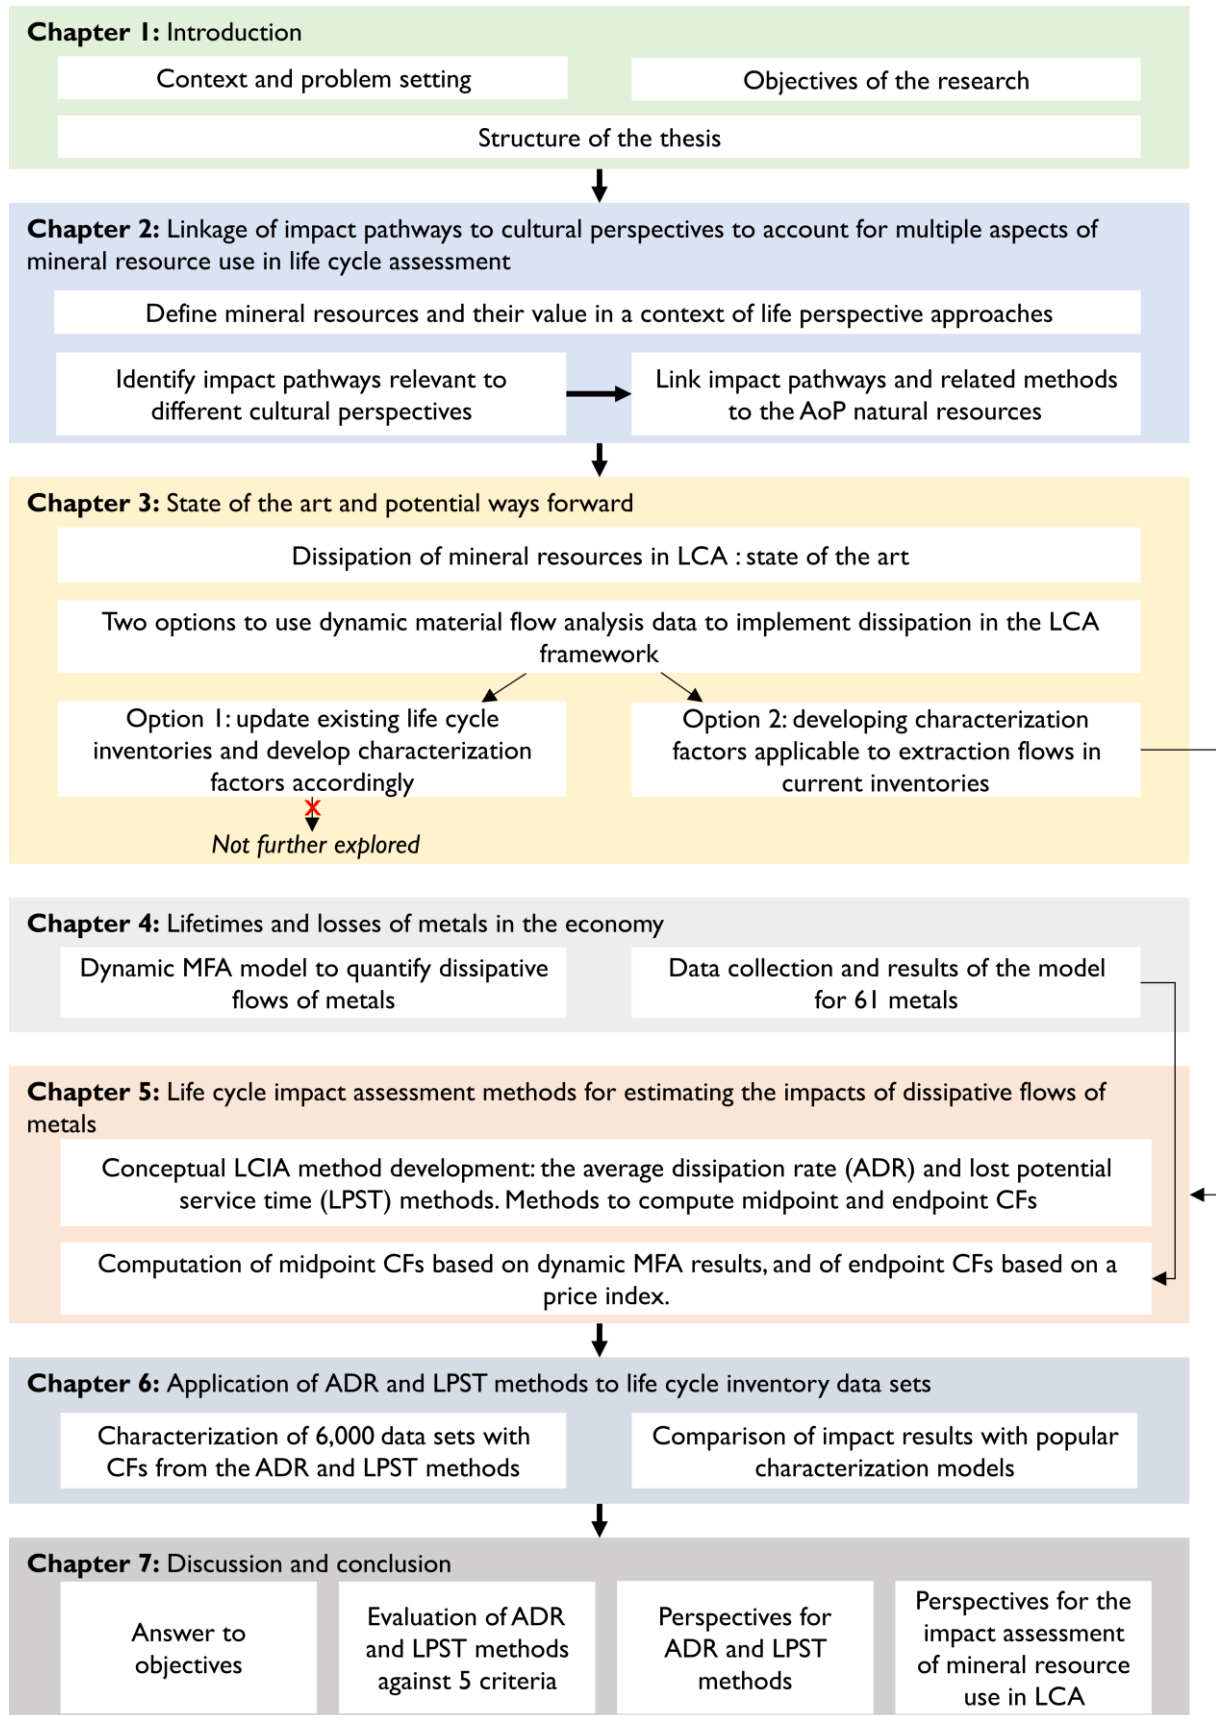 Chapter 1: Introduction
Context and problem setting
Objectives of the research
Structure of the thesis
Chapter 2: Linkage of impact pathways to cultural perspectives to account for multiple aspects of
mineral resource use in life cycle assessment
Define mineral resources and their value in a context of life perspective approaches
Identify impact pathways relevant to
different cultural perspectives
Link impact pathways and related methods
to the AoP natural resources
Chapter 3: State of the art and potential ways forward
Dissipation of mineral resources in LCA : state of the art
Two options to use dynamic material flow analysis data to implement dissipation in the LCA
framework
Option 1: update existing life cycle
inventories and develop characterization
factors accordingly
Option 2: developing characterization
factors applicable to extraction flows in
current inventories
X
Not further explored
Chapter 4: Lifetimes and losses of metals in the economy
Dynamic MFA model to quantify dissipative
flows of metals
Data collection and results of the model
for 61 metals
Chapter 5: Life cycle impact assessment methods for estimating the impacts of dissipative flows of
metals
Conceptual LCIA method development: the average dissipation rate (ADR) and lost potential
service time (LPST) methods. Methods to compute midpoint and endpoint CFs
Computation of midpoint CFs based on dynamic MFA results, and of endpoint CFs based on a
price index.
Chapter 6: Application of ADR and LPST methods to life cycle inventory data sets
Characterization of 6,000 data sets with
CFs from the ADR and LPST methods
Comparison of impact results with popular
characterization models
Chapter 7: Discussion and conclusion
Answer to
objectives
Evaluation of ADR
and LPST methods
against 5 criteria
Perspectives for
ADR and LPST
methods
Perspectives for the
impact assessment
of mineral resource
use in LCA